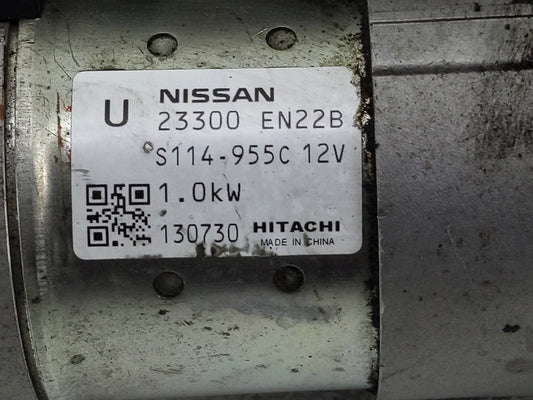 U NISSAN
23300 EN22B
S114-955C 12V
1.0kW
130730 HITACHI
MADE IN CHINA